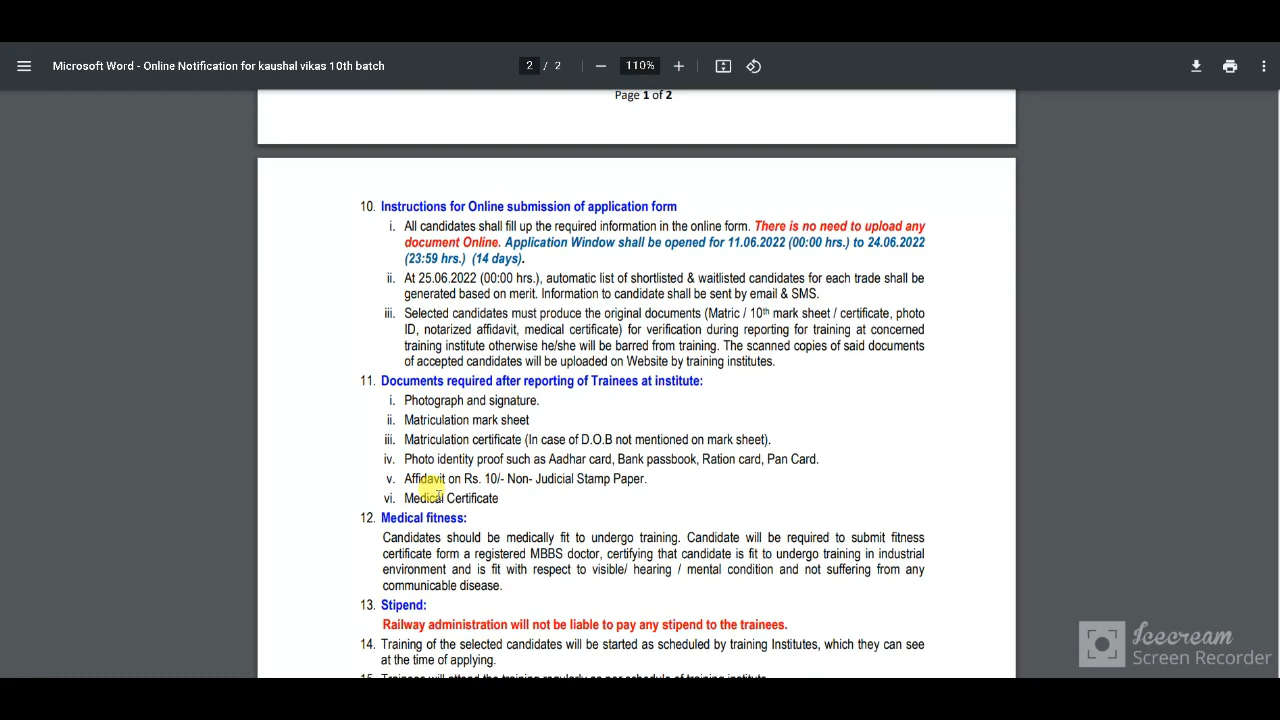 Microsoft Word - Online Notification for kaushal vikas 10th batch
2 / 2
110%
Page 1 of 2
10. Instructions for Online submission of application form
i. All candidates shall fill up the required information in the online form. There is no need to upload any
document Online. Application Window shall be opened for 11.06.2022 (00:00 hrs.) to 24.06.2022
(23:59 hrs.) (14 days).
ii. At 25.06.2022 (00:00 hrs.), automatic list of shortlisted & waitlisted candidates for each trade shall be
generated based on merit. Information to candidate shall be sent by email & SMS.
iii. Selected candidates must produce the original documents (Matric / 10th mark sheet / certificate, photo
ID, notarized affidavit, medical certificate) for verification during reporting for training at concerned
training institute otherwise he/she will be barred from training. The scanned copies of said documents
of accepted candidates will be uploaded on Website by training institutes.
11. Documents required after reporting of Trainees at institute:
i. Photograph and signature.
ii. Matriculation mark sheet
iii. Matriculation certificate (In case of D.O.B not mentioned on mark sheet).
iv. Photo identity proof such as Aadhar card, Bank passbook, Ration card, Pan Card.
v. Affidavit on Rs. 10/- Non- Judicial Stamp Paper.
vi. Medical Certificate
12. Medical fitness:
Candidates should be medically fit to undergo training. Candidate will be required to submit fitness
certificate form a registered MBBS doctor, certifying that candidate is fit to undergo training in industrial
environment and is fit with respect to visible/ hearing / mental condition and not suffering from any
communicable disease.
13. Stipend:
Railway administration will not be liable to pay any stipend to the trainees.
14. Training of the selected candidates will be started as scheduled by training Institutes, which they can see
at the time of applying.
15. Trainees will attend the training regularly as per schedule of training institute
Icecream
Screen Recorder